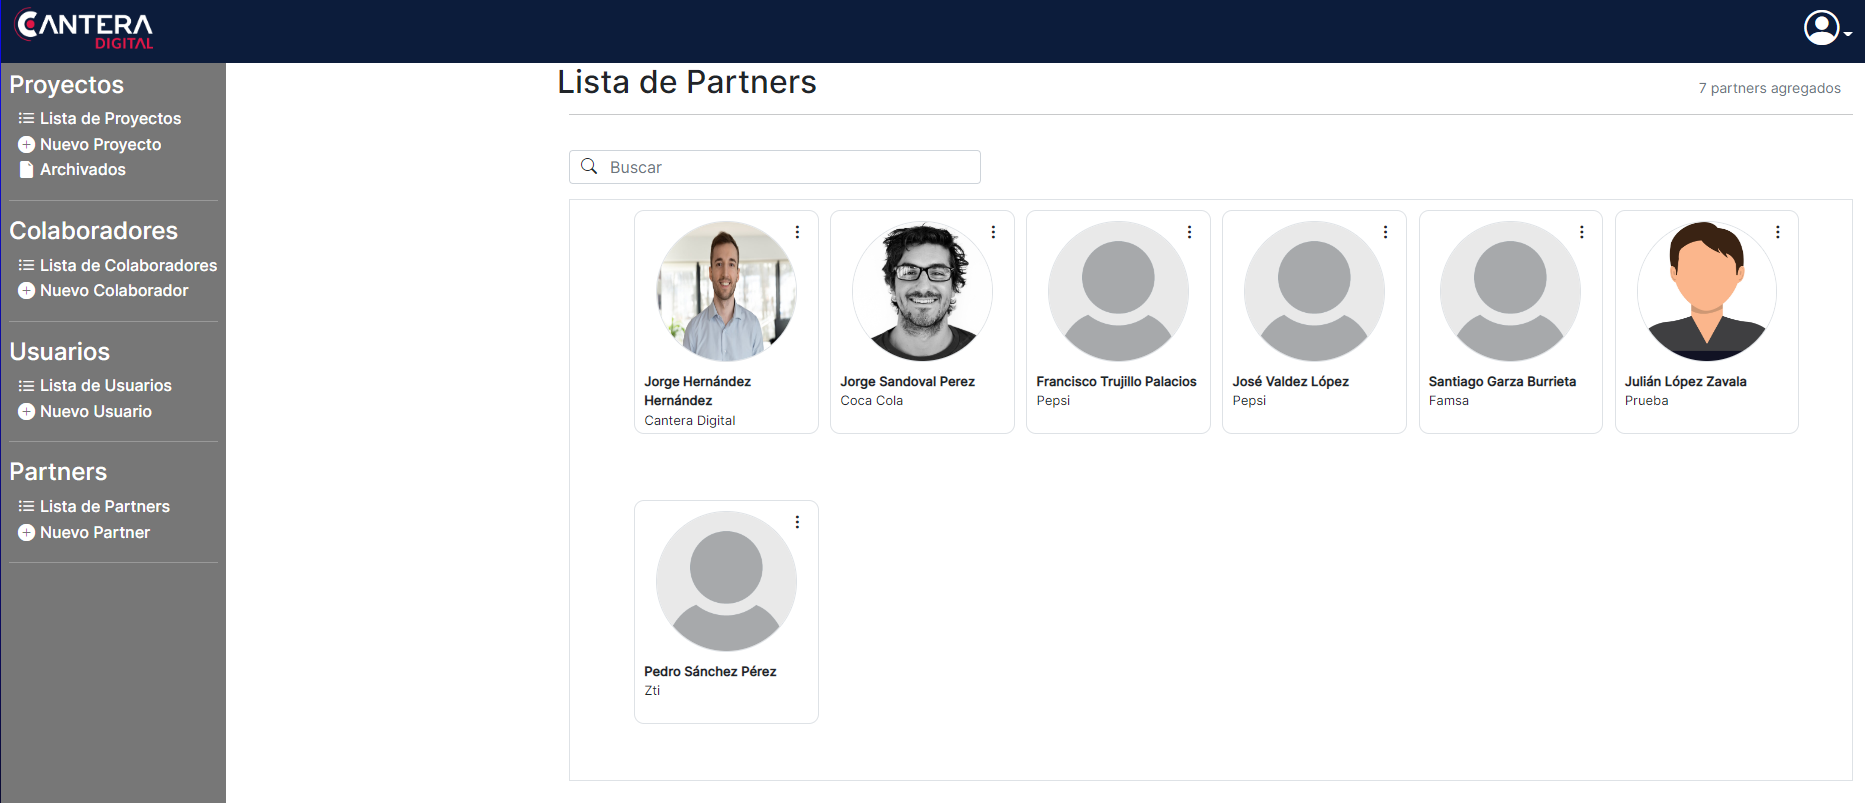 CANTERA
DIGITAL
Proyectos
Lista de Proyectos
Nuevo Proyecto
Archivados
Colaboradores
Lista de Colaboradores
Nuevo Colaborador
Usuarios
Lista de Usuarios
Nuevo Usuario
Partners
Lista de Partners
Nuevo Partner
Lista de Partners
7 partners agregados
Buscar
Jorge Hernández
Hernández
Cantera Digital
Jorge Sandoval Perez
Coca Cola
Francisco Trujillo Palacios
Pepsi
José Valdez López
Pepsi
Santiago Garza Burrieta
Famsa
Julián López Zavala
Prueba
Pedro Sánchez Pérez
Zti